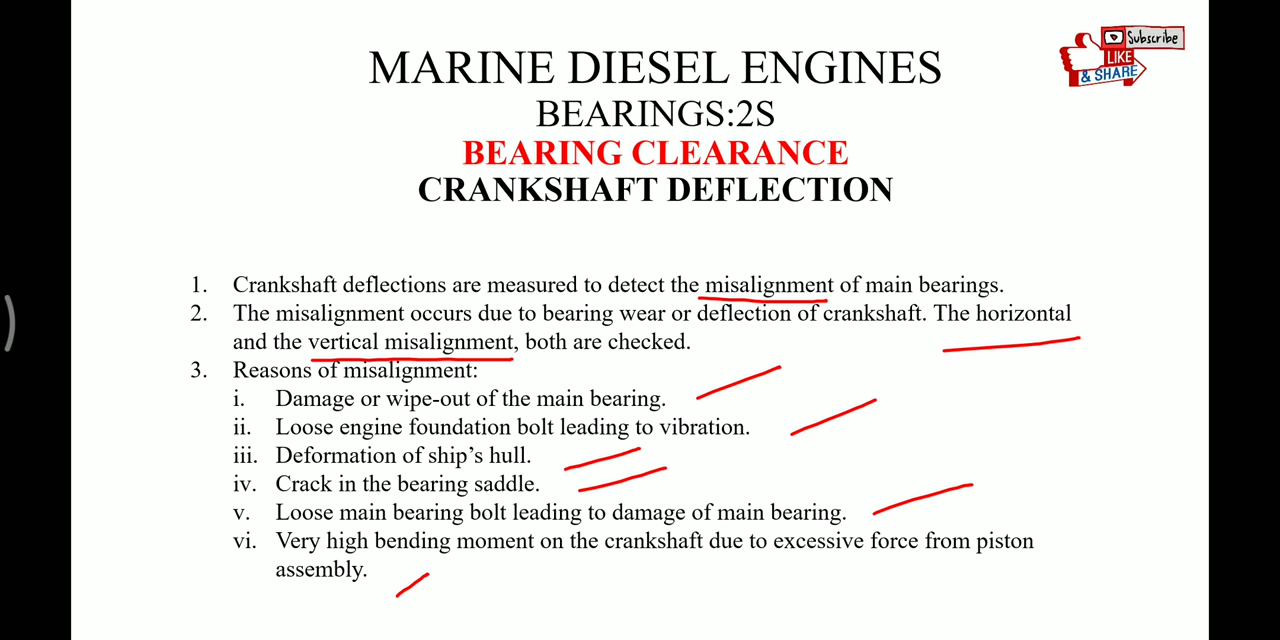 Subscribe
LIKE
& SHARE
MARINE DIESEL ENGINES
BEARINGS:2S
BEARING CLEARANCE
CRANKSHAFT DEFLECTION
1. Crankshaft deflections are measured to detect the misalignment of main bearings.
2. The misalignment occurs due to bearing wear or deflection of crankshaft. The horizontal
and the vertical misalignment, both are checked.
3. Reasons of misalignment:
i. Damage or wipe-out of the main bearing.
ii. Loose engine foundation bolt leading to vibration.
iii. Deformation of ship’s hull.
iv. Crack in the bearing saddle.
v. Loose main bearing bolt leading to damage of main bearing.
vi. Very high bending moment on the crankshaft due to excessive force from piston
assembly.